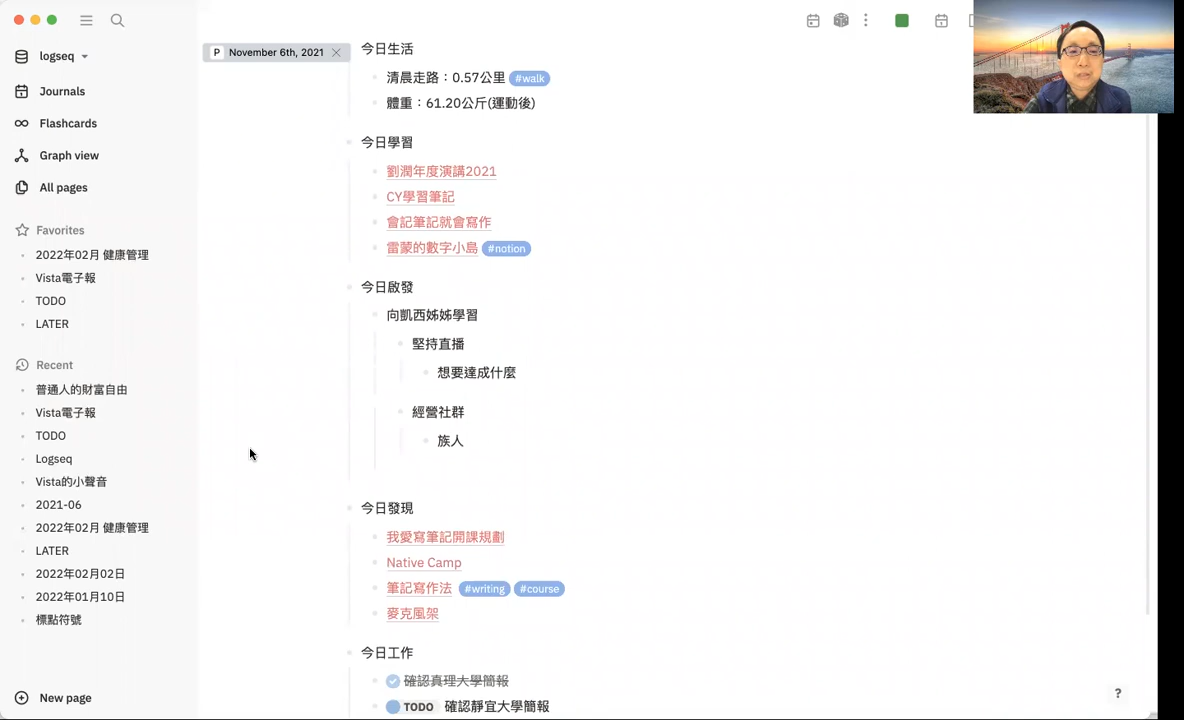 logseq
Journals
Flashcards
Graph view
All pages
Favorites
2022年02月 健康管理
Vista電子報
TODO
LATER
Recent
普通人的財富自由
Vista電子報
TODO
Logseq
Vista的小聲音
2021-06
2022年02月 健康管理
LATER
2022年02月02日
2022年01月10日
標點符號
New page
P November 6th, 2021
今日生活
清晨走路：0.57公里 #walk
體重：61.20公斤(運動後)
今日學習
劉潤年度演講2021
CY學習筆記
會記筆記就會寫作
雷蒙的數字小島 #notion
今日啟發
向凱西姊姊學習
堅持直播
想要達成什麼
經營社群
族人
今日發現
我愛寫筆記開課規劃
Native Camp
筆記寫作法 #writing #course
麥克風架
今日工作
確認真理大學簡報
TODO 確認靜宜大學簡報
?